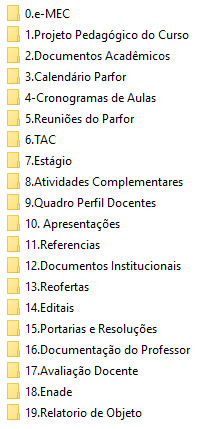 0.e-MEC
1.Projeto Pedagógico do Curso
2.Documentos Acadêmicos
3.Calendário Parfor
4-Cronogramas de Aulas
5.Reuniões do Parfor
6.TAC
7.Estágio
8.Atividades Complementares
9.Quadro Perfil Docentes
10. Apresentações
11.Referencias
12.Documentos Institucionais
13.Reofertas
14.Editais
15.Portarias e Resoluções
16.Documentação do Professor
17.Avaliação Docente
18.Enade
19.Relatorio de Objeto